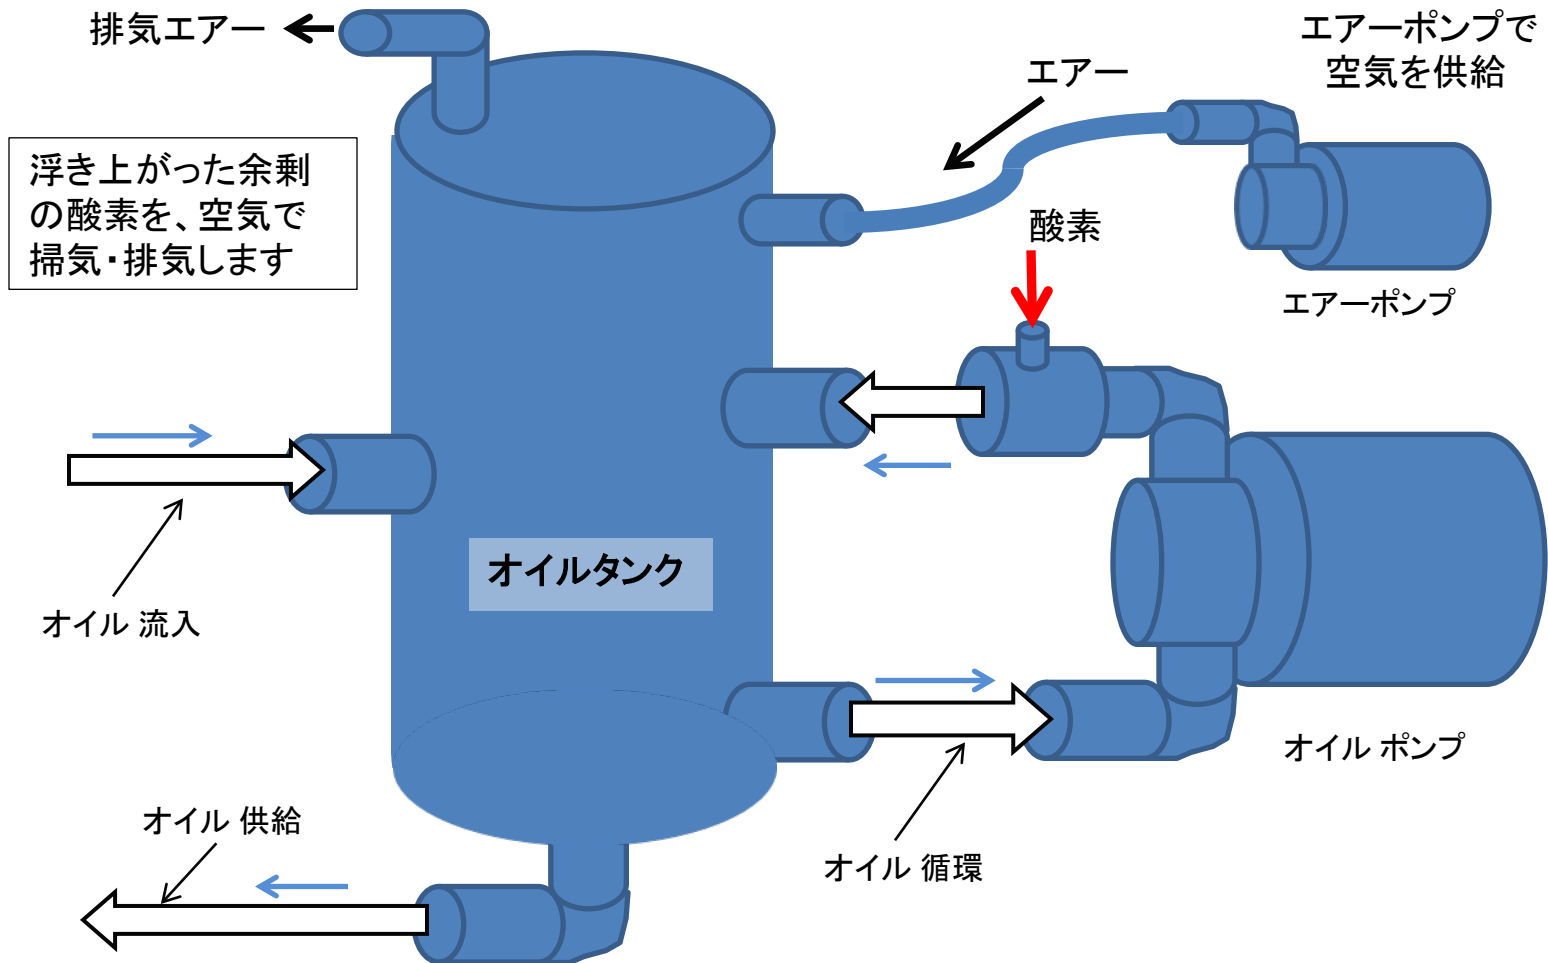 排気エアー
エアーポンプで
空気を供給
エアー
浮き上がった余剰
の酸素を、空気で
掃気・排気します
酸素
エアーポンプ
オイルタンク
オイル 流入
オイル ポンプ
オイル 供給
オイル 循環